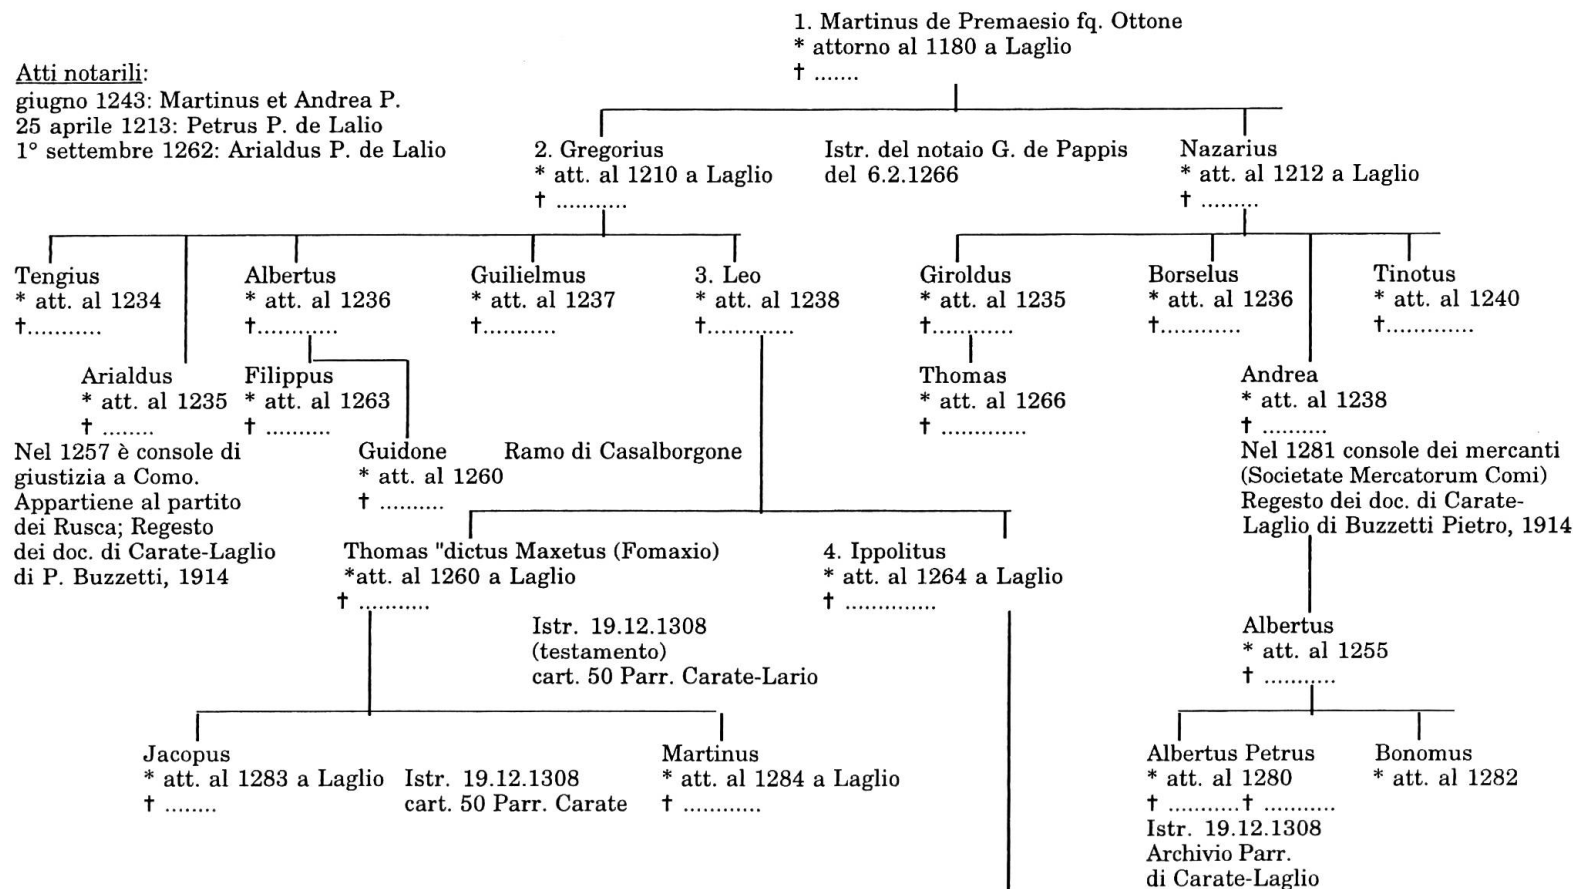 1. Martinus de Premaesio fq. Ottone
* attorno al 1180 a Laglio
† .......
Atti notarili:
giugno 1243: Martinus et Andrea P.
25 aprile 1213: Petrus P. de Lalio
1° settembre 1262: Arialdus P. de Lalio
2. Gregorius
* att. al 1210 a Laglio
† ...........
Istr. del notaio G. de Pappis
del 6.2.1266
Nazarius
* att. al 1212 a Laglio
† .........
Tengius
* att. al 1234
†...........
Albertus
* att. al 1236
†............
Guilielmus
* att. al 1237
†...........
3. Leo
* att. al 1238
†.............
Giroldus
* att. al 1235
†............
Borselus
* att. al 1236
†............
Tinotus
* att. al 1240
†.............
Arialdus
* att. al 1235
† ........
Nel 1257 è console di
giustizia a Como.
Appartiene al partito
dei Rusca; Regesto
dei doc. di Carate-Laglio
di P. Buzzetti, 1914
Filippus
* att. al 1263
† ..........
Guidone
* att. al 1260
† ..........
Ramo di Casalborgone
Thomas
* att. al 1266
† .............
Andrea
* att. al 1238
† ..........
Nel 1281 console dei mercanti
(Societate Mercatorum Comi)
Regesto dei doc. di Carate-
Laglio di Buzzetti Pietro, 1914
Thomas "dictus Maxetus (Fomaxio)
*att. al 1260 a Laglio
† ...........
4. Ippolitus
* att. al 1264 a Laglio
† ..............
Istr. 19.12.1308
(testamento)
cart. 50 Parr. Carate-Lario
Albertus
* att. al 1255
† ...........
Jacopus
* att. al 1283 a Laglio
† ........
Istr. 19.12.1308
cart. 50 Parr. Carate
Martinus
* att. al 1284 a Laglio
† ............
Albertus Petrus
* att. al 1280
† ...........† ...........
Istr. 19.12.1308
Archivio Parr.
di Carate-Laglio
Bonomus
* att. al 1282